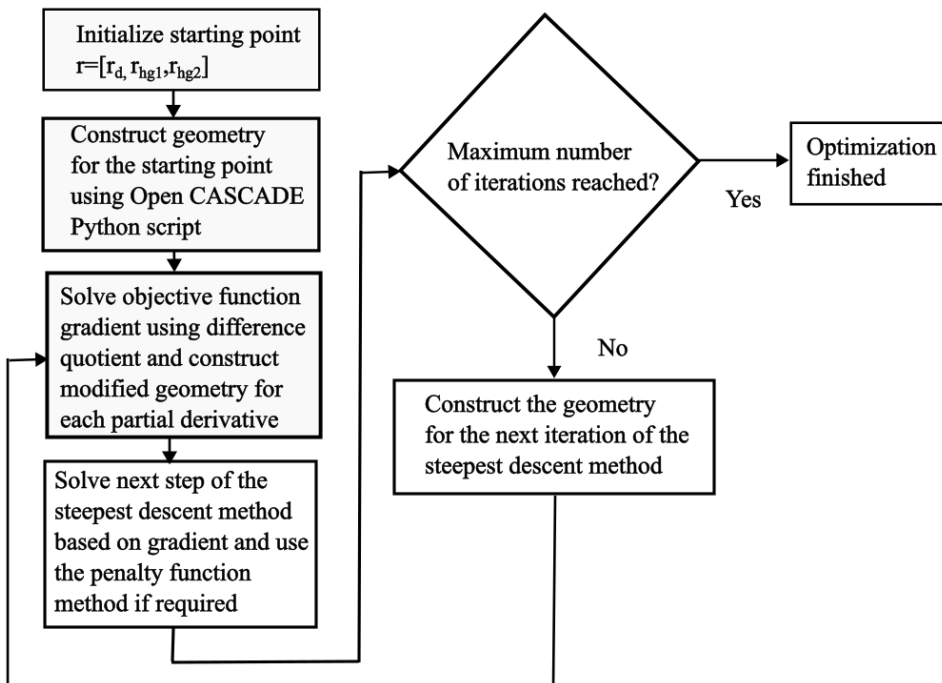 Initialize starting point
r=[r_d, r_hg1,r_hg2]
Construct geometry
for the starting point
using Open CASCADE
Python script
Solve objective function
gradient using difference
quotient and construct
modified geometry for
each partial derivative
Solve next step of the
steepest descent method
based on gradient and use
the penalty function
method if required
Maximum number
of iterations reached?
Yes
Optimization
finished
No
Construct the geometry
for the next iteration of the
steepest descent method